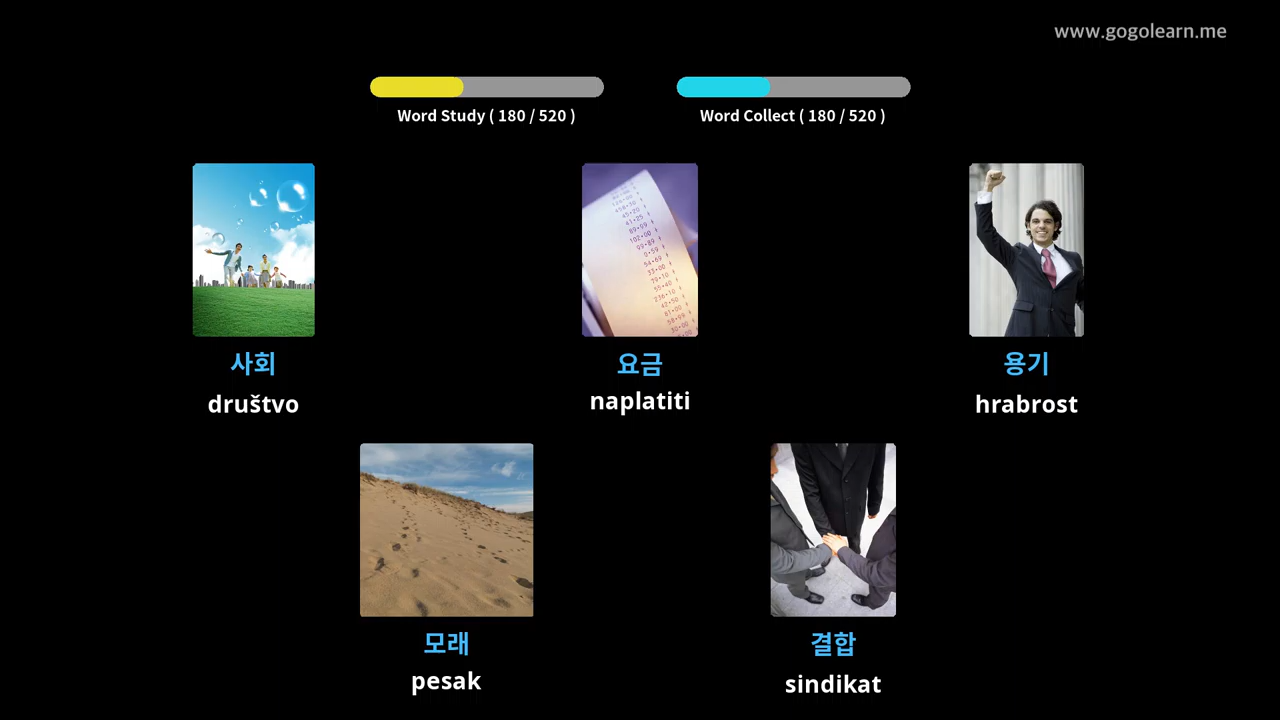 www.gogolearn.me
Word Study ( 180 / 520 )
Word Collect ( 180 / 520 )
사회
društvo
요금
naplatiti
용기
hrabrost
모래
pesak
결합
sindikat